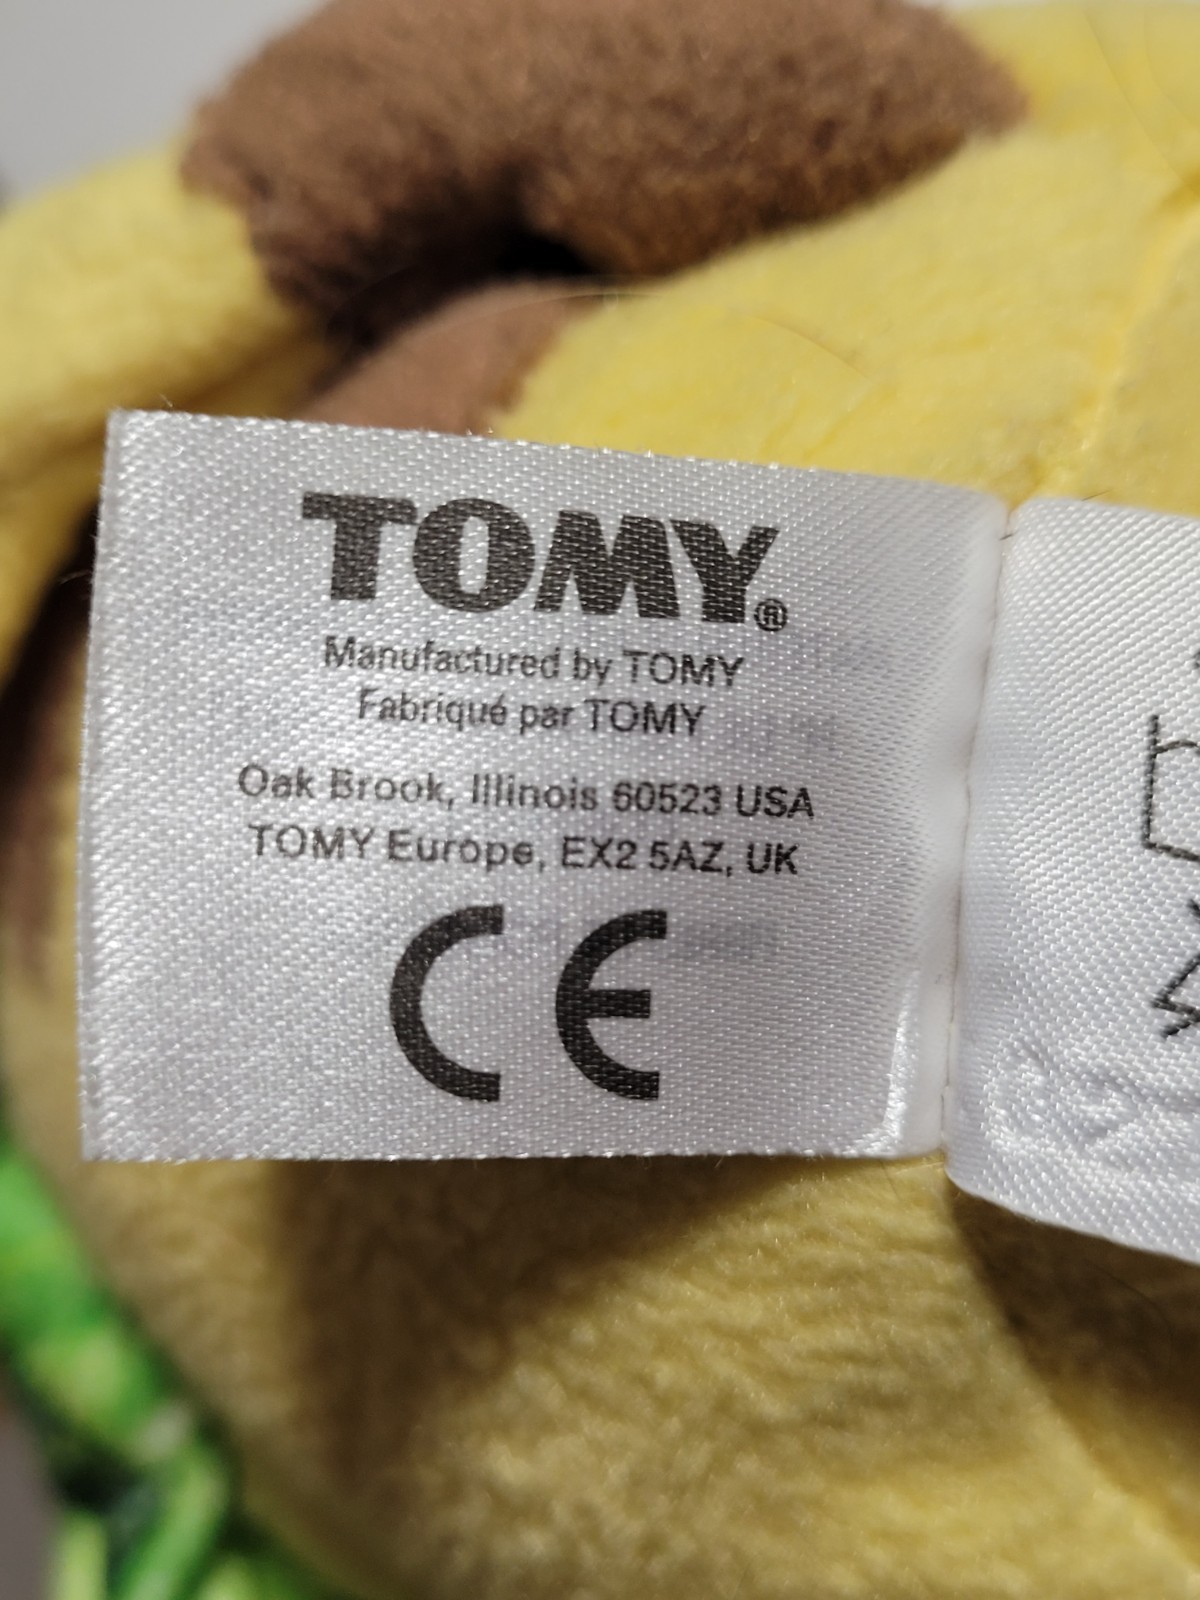 TOMY®
Manufactured by TOMY
Fabriqué par TOMY
Oak Brook, Illinois 60523 USA
TOMY Europe, EX2 5AZ, UK
CE